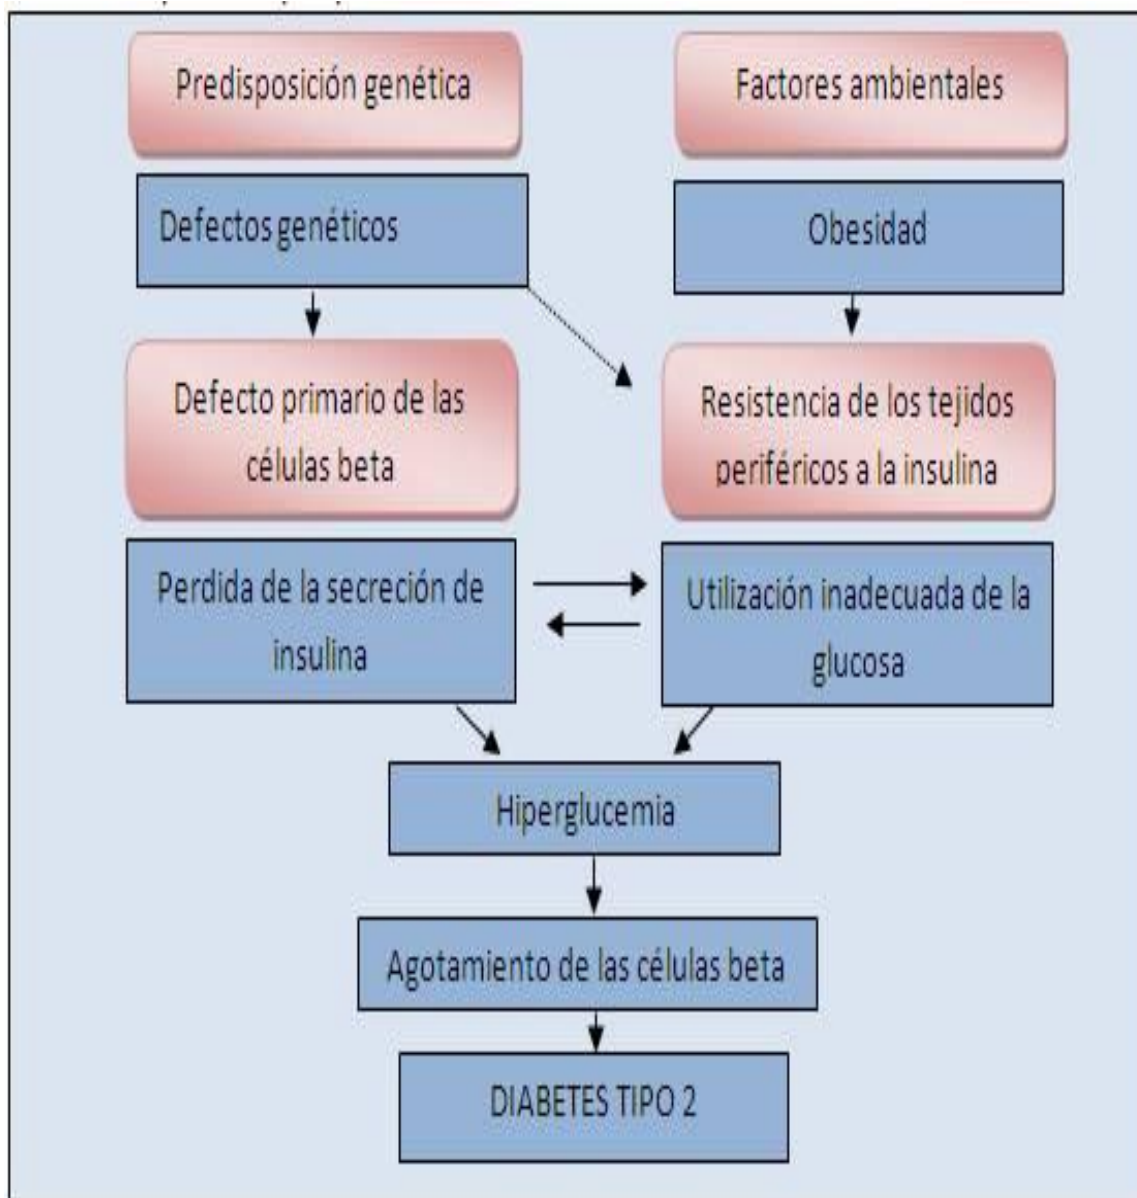 Predisposición genética
Factores ambientales
Defectos genéticos
Obesidad
Defecto primario de las
células beta
Resistencia de los tejidos
periféricos a la insulina
Perdida de la secreción de
insulina
Utilización inadecuada de la
glucosa
Hiperglucemia
Agotamiento de las células beta
DIABETES TIPO 2